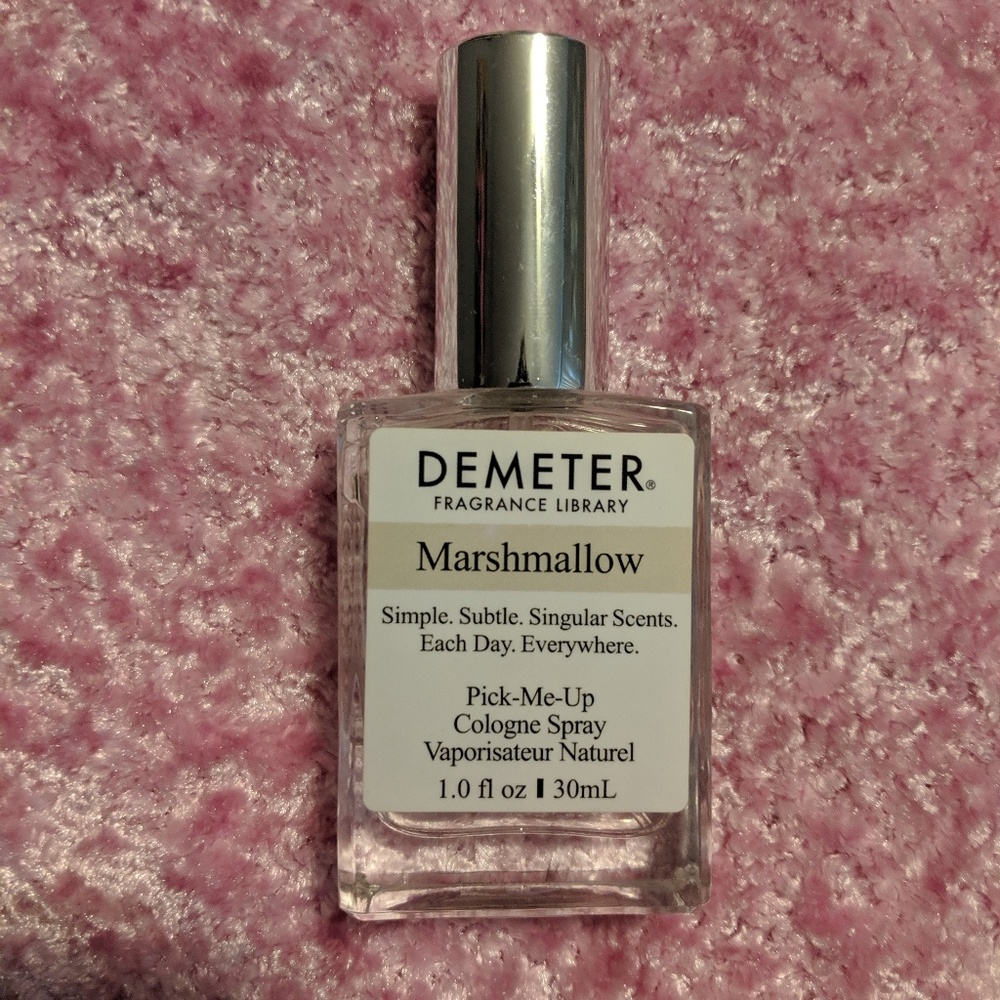 DEMETER®
FRAGRANCE LIBRARY
Marshmallow
Simple. Subtle. Singular Scents.
Each Day. Everywhere.
Pick-Me-Up
Cologne Spray
Vaporisateur Naturel
1.0 fl oz ❙ 30mL